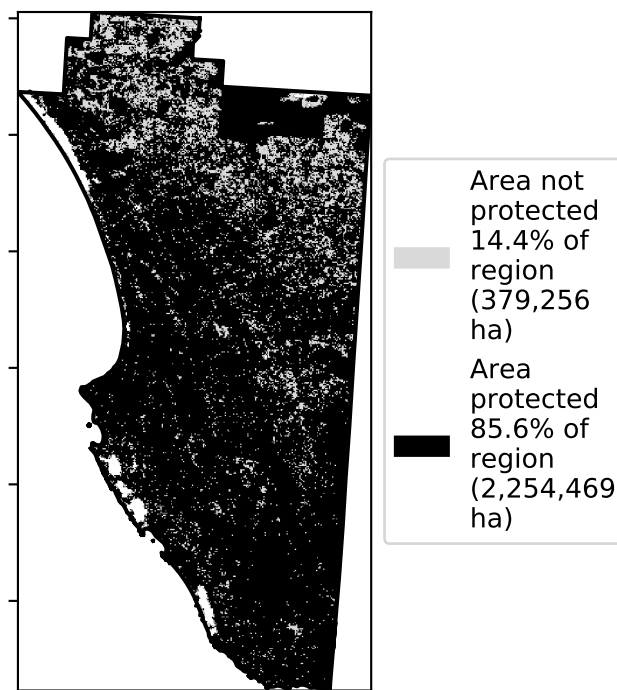 Area not
protected
14.4% of
region
(379,256
ha)
Area
protected
85.6% of
region
(2,254,469
ha)